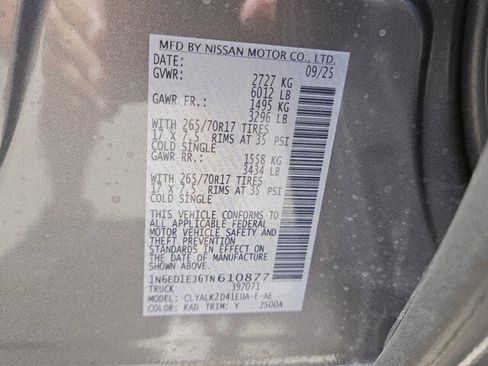 MFD BY NISSAN MOTOR CO., LTD.
DATE: 09/25
GVWR: 2727 KG
6012 LB
GAWR FR.: 1495 KG
3296 LB
WITH 265/70R17 TIRES
17 X 7.5 RIMS AT 35 PSI
COLD SINGLE
GAWR RR.: 1558 KG
3434 LB
WITH 265/70R17 TIRES
17 X 7.5 RIMS AT 35 PSI
COLD SINGLE
THIS VEHICLE CONFORMS TO
ALL APPLICABLE FEDERAL
MOTOR VEHICLE SAFETY AND
THEFT PREVENTION
STANDARDS IN EFFECT ON
THE DATE OF MANUFACTURE
SHOWN ABOVE.
1N6ED1EJ6TN610877
TRUCK 397071
MODEL: CLYALK2D41EUA-E-AE
COLOR: KAD TRIM: Y 2S00A